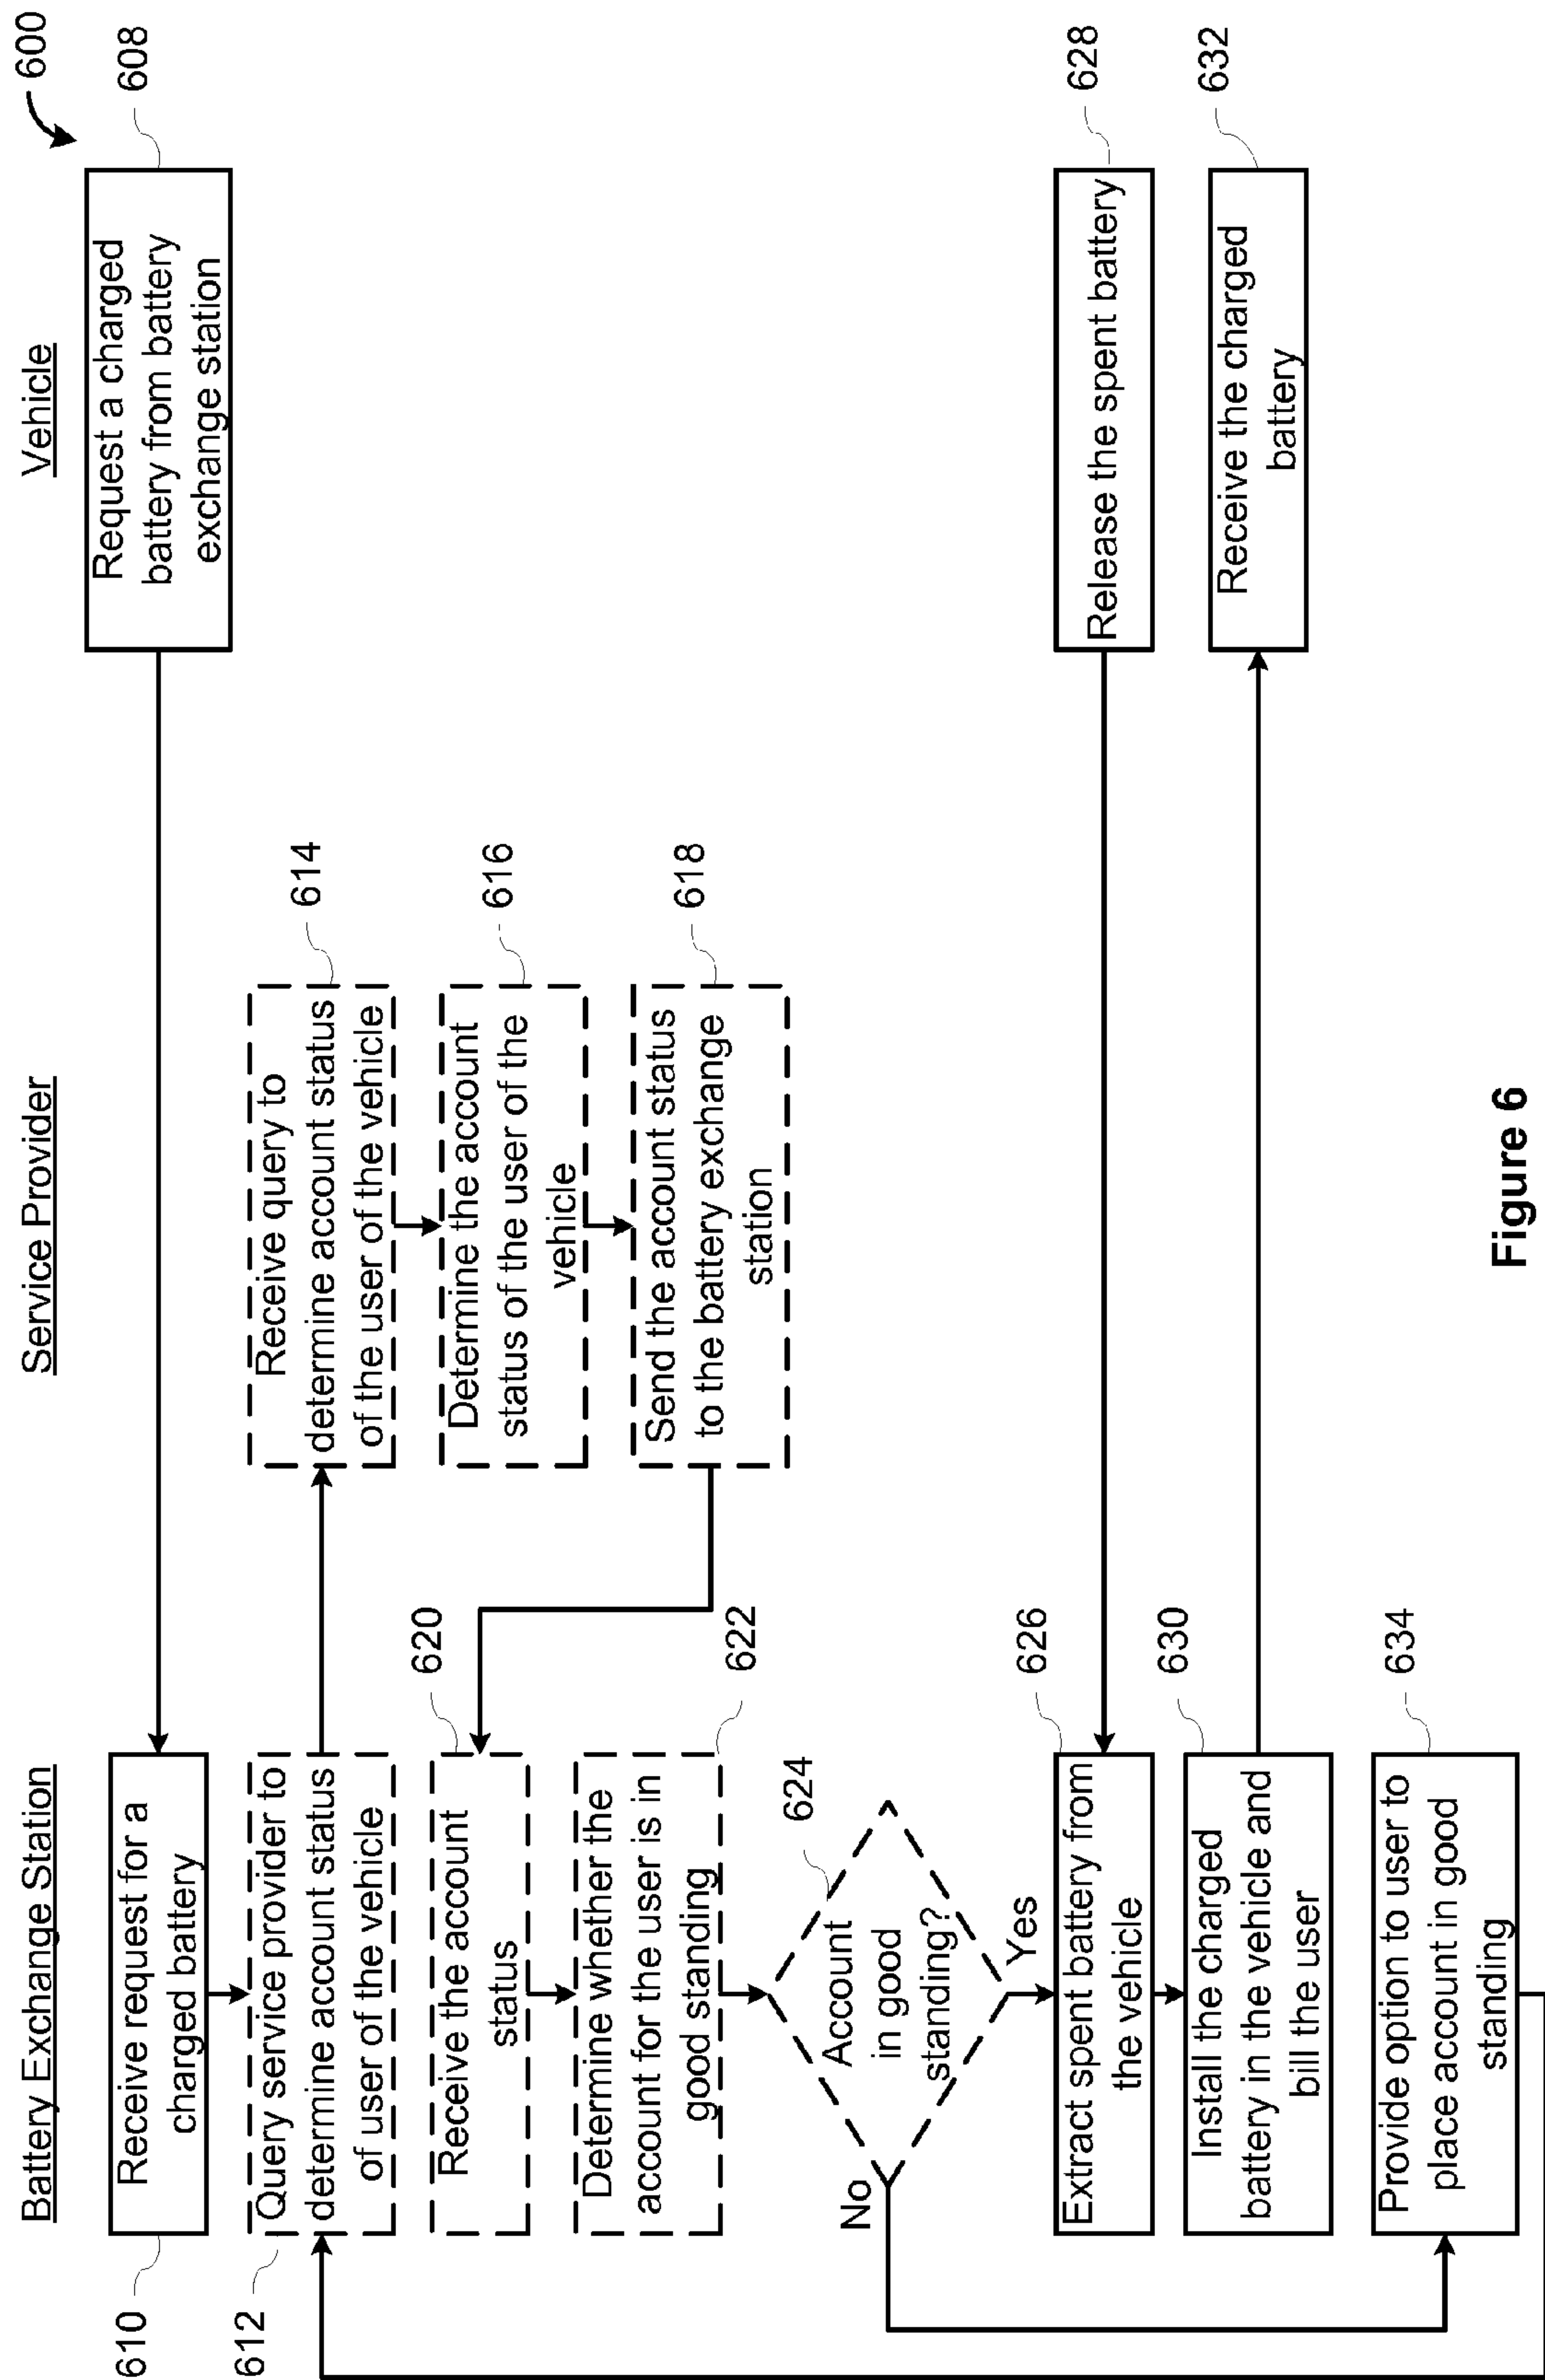 600
Battery Exchange Station
Service Provider
Vehicle
608
Request a charged
battery from battery
exchange station
610
Receive request for a
charged battery
612
Query service provider to
determine account status
of user of the vehicle
614
Receive query to
determine account status
of the user of the vehicle
616
Determine the account
status of the user of the
vehicle
618
Send the account status
to the battery exchange
station
620
Receive the account
status
622
Determine whether the
account for the user is in
good standing
624
Account
in good
standing?
No
Yes
626
Extract spent battery from
the vehicle
628
Release the spent battery
630
Install the charged
battery in the vehicle and
bill the user
632
Receive the charged
battery
634
Provide option to user to
place account in good
standing
Figure 6